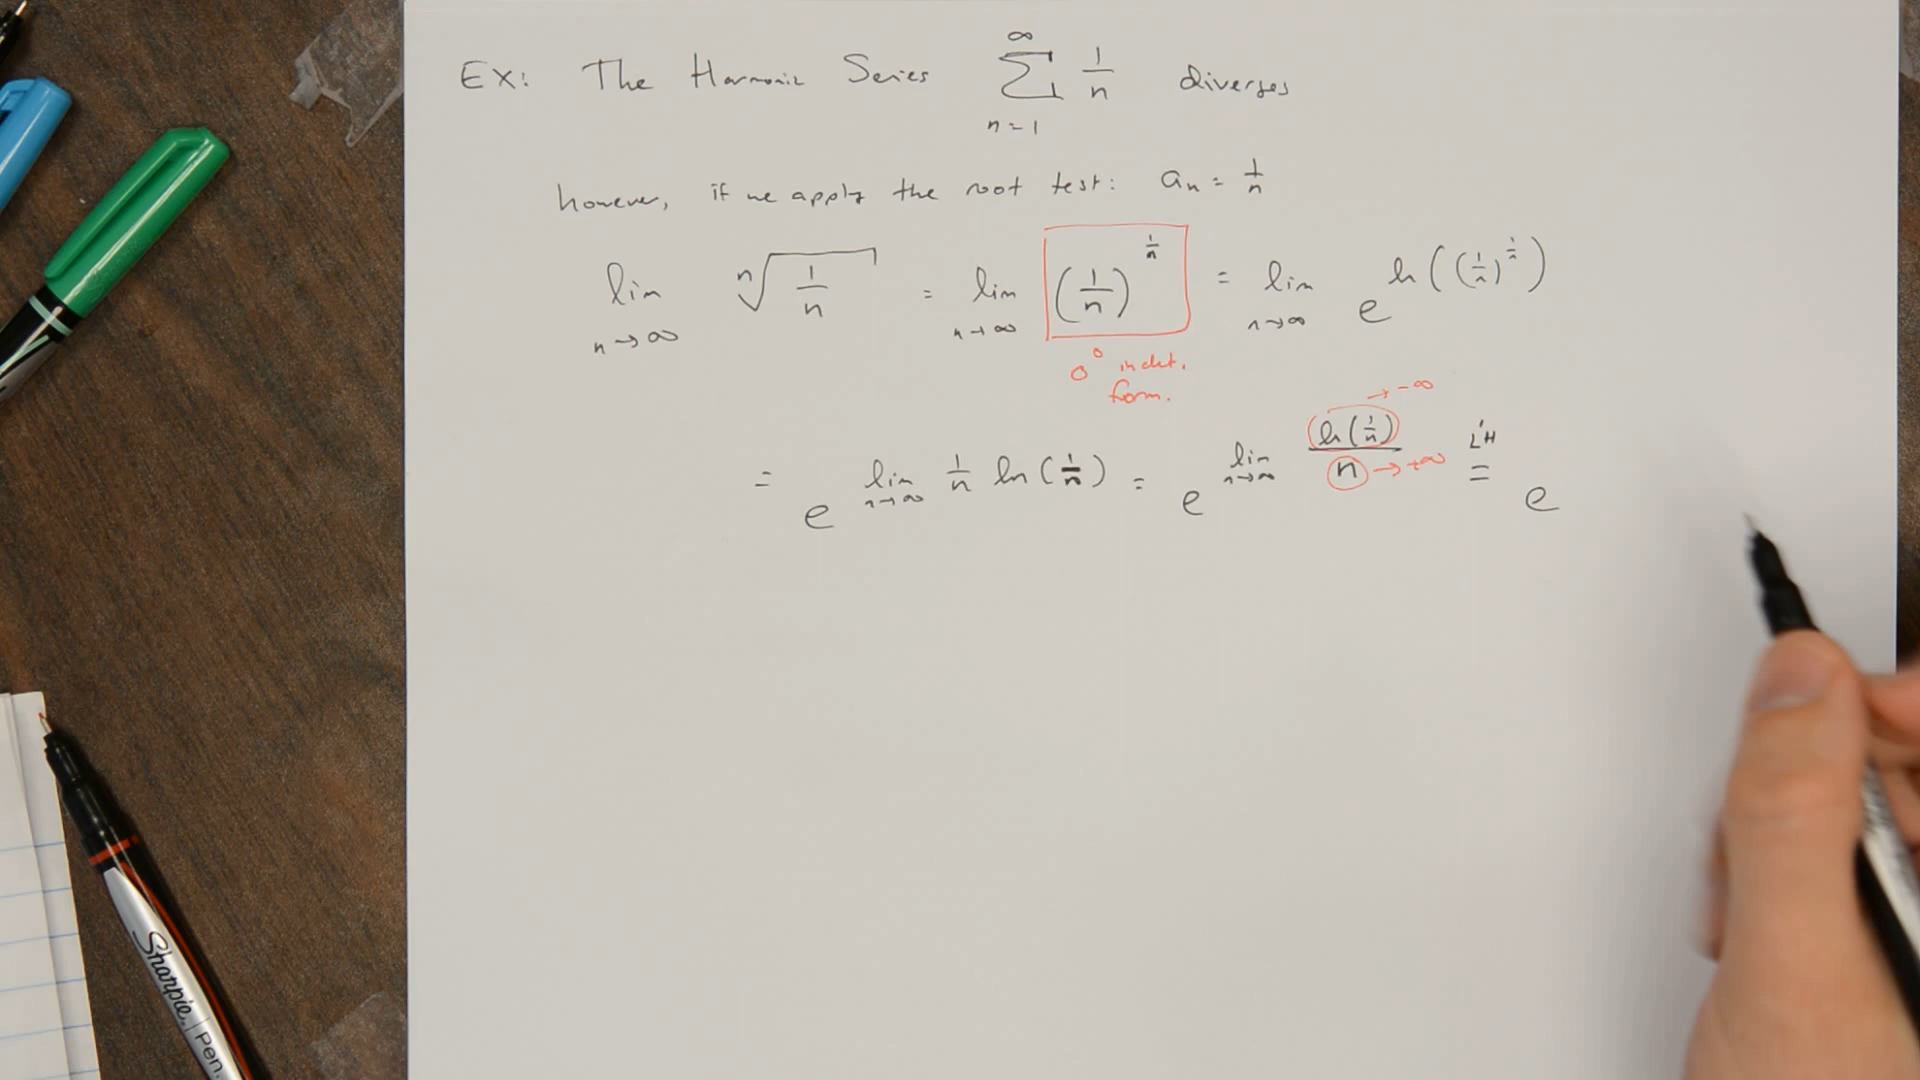 Ex: The Harmonic Series ∑_{n=1}^{∞} 1/n diverges
however, if we apply the root test: aₙ = 1/n
lim_{n→∞} ⁿ√(1/n) = lim_{n→∞} (1/n)^{1/n} = lim_{n→∞} e^{ln((1/n)^{1/n})}
0⁰ indet.
form.
= e^{lim_{n→∞} 1/n ln(1/n)} = e^{lim_{n→∞} ln(1/n)/n} L'H = e
→ -∞
→ +∞
Sharpie. Pen.